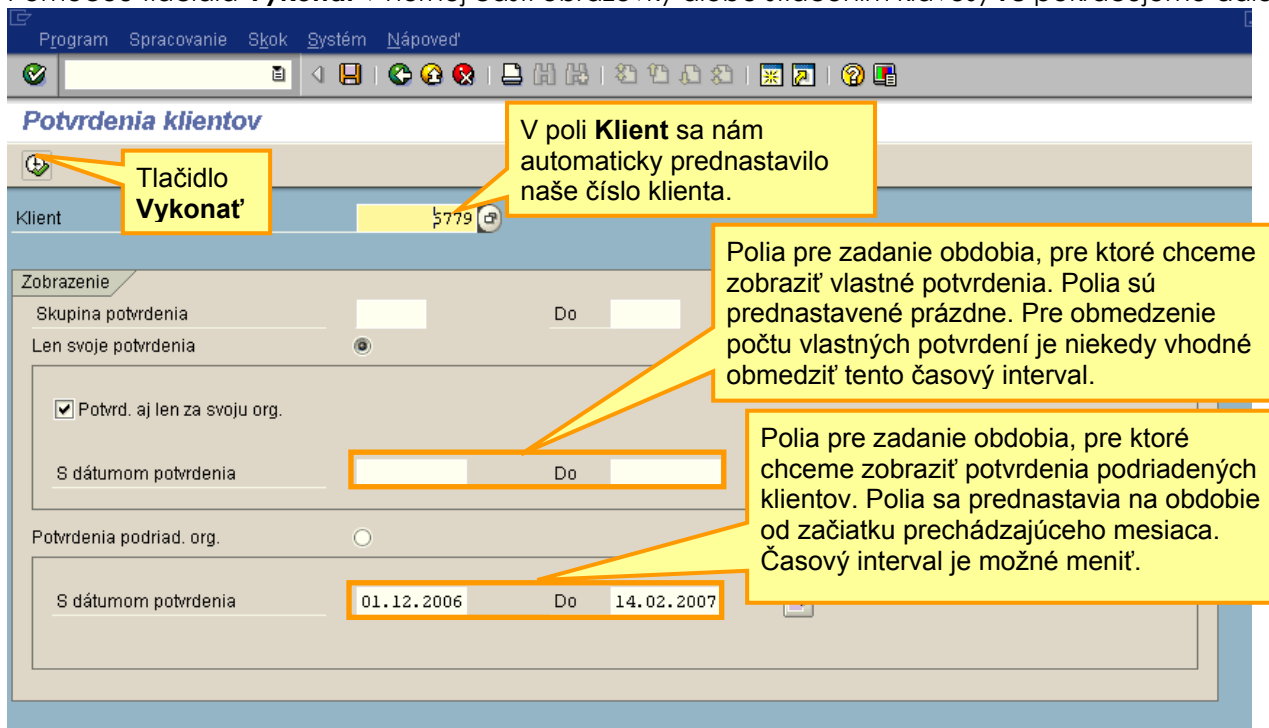 Program Spracovanie Skok Systém Nápoveď
Potvrdenia klientov
V poli Klient sa nám
automaticky prednastavilo
naše číslo klienta.
Tlačidlo
Vykonať
Klient 5779
Polia pre zadanie obdobia, pre ktoré chceme
zobraziť vlastné potvrdenia. Polia sú
prednastavené prázdne. Pre obmedzenie
počtu vlastných potvrdení je niekedy vhodné
obmedziť tento časový interval.
Zobrazenie
Skupina potvrdenia Do
Len svoje potvrdenia
Potvrd. aj len za svoju org.
S dátumom potvrdenia Do
Polia pre zadanie obdobia, pre ktoré
chceme zobraziť potvrdenia podriadených
klientov. Polia sa prednastavia na obdobie
od začiatku prechádzajúceho mesiaca.
Časový interval je možné meniť.
Potvrdenia podriad. org.
S dátumom potvrdenia 01.12.2006 Do 14.02.2007